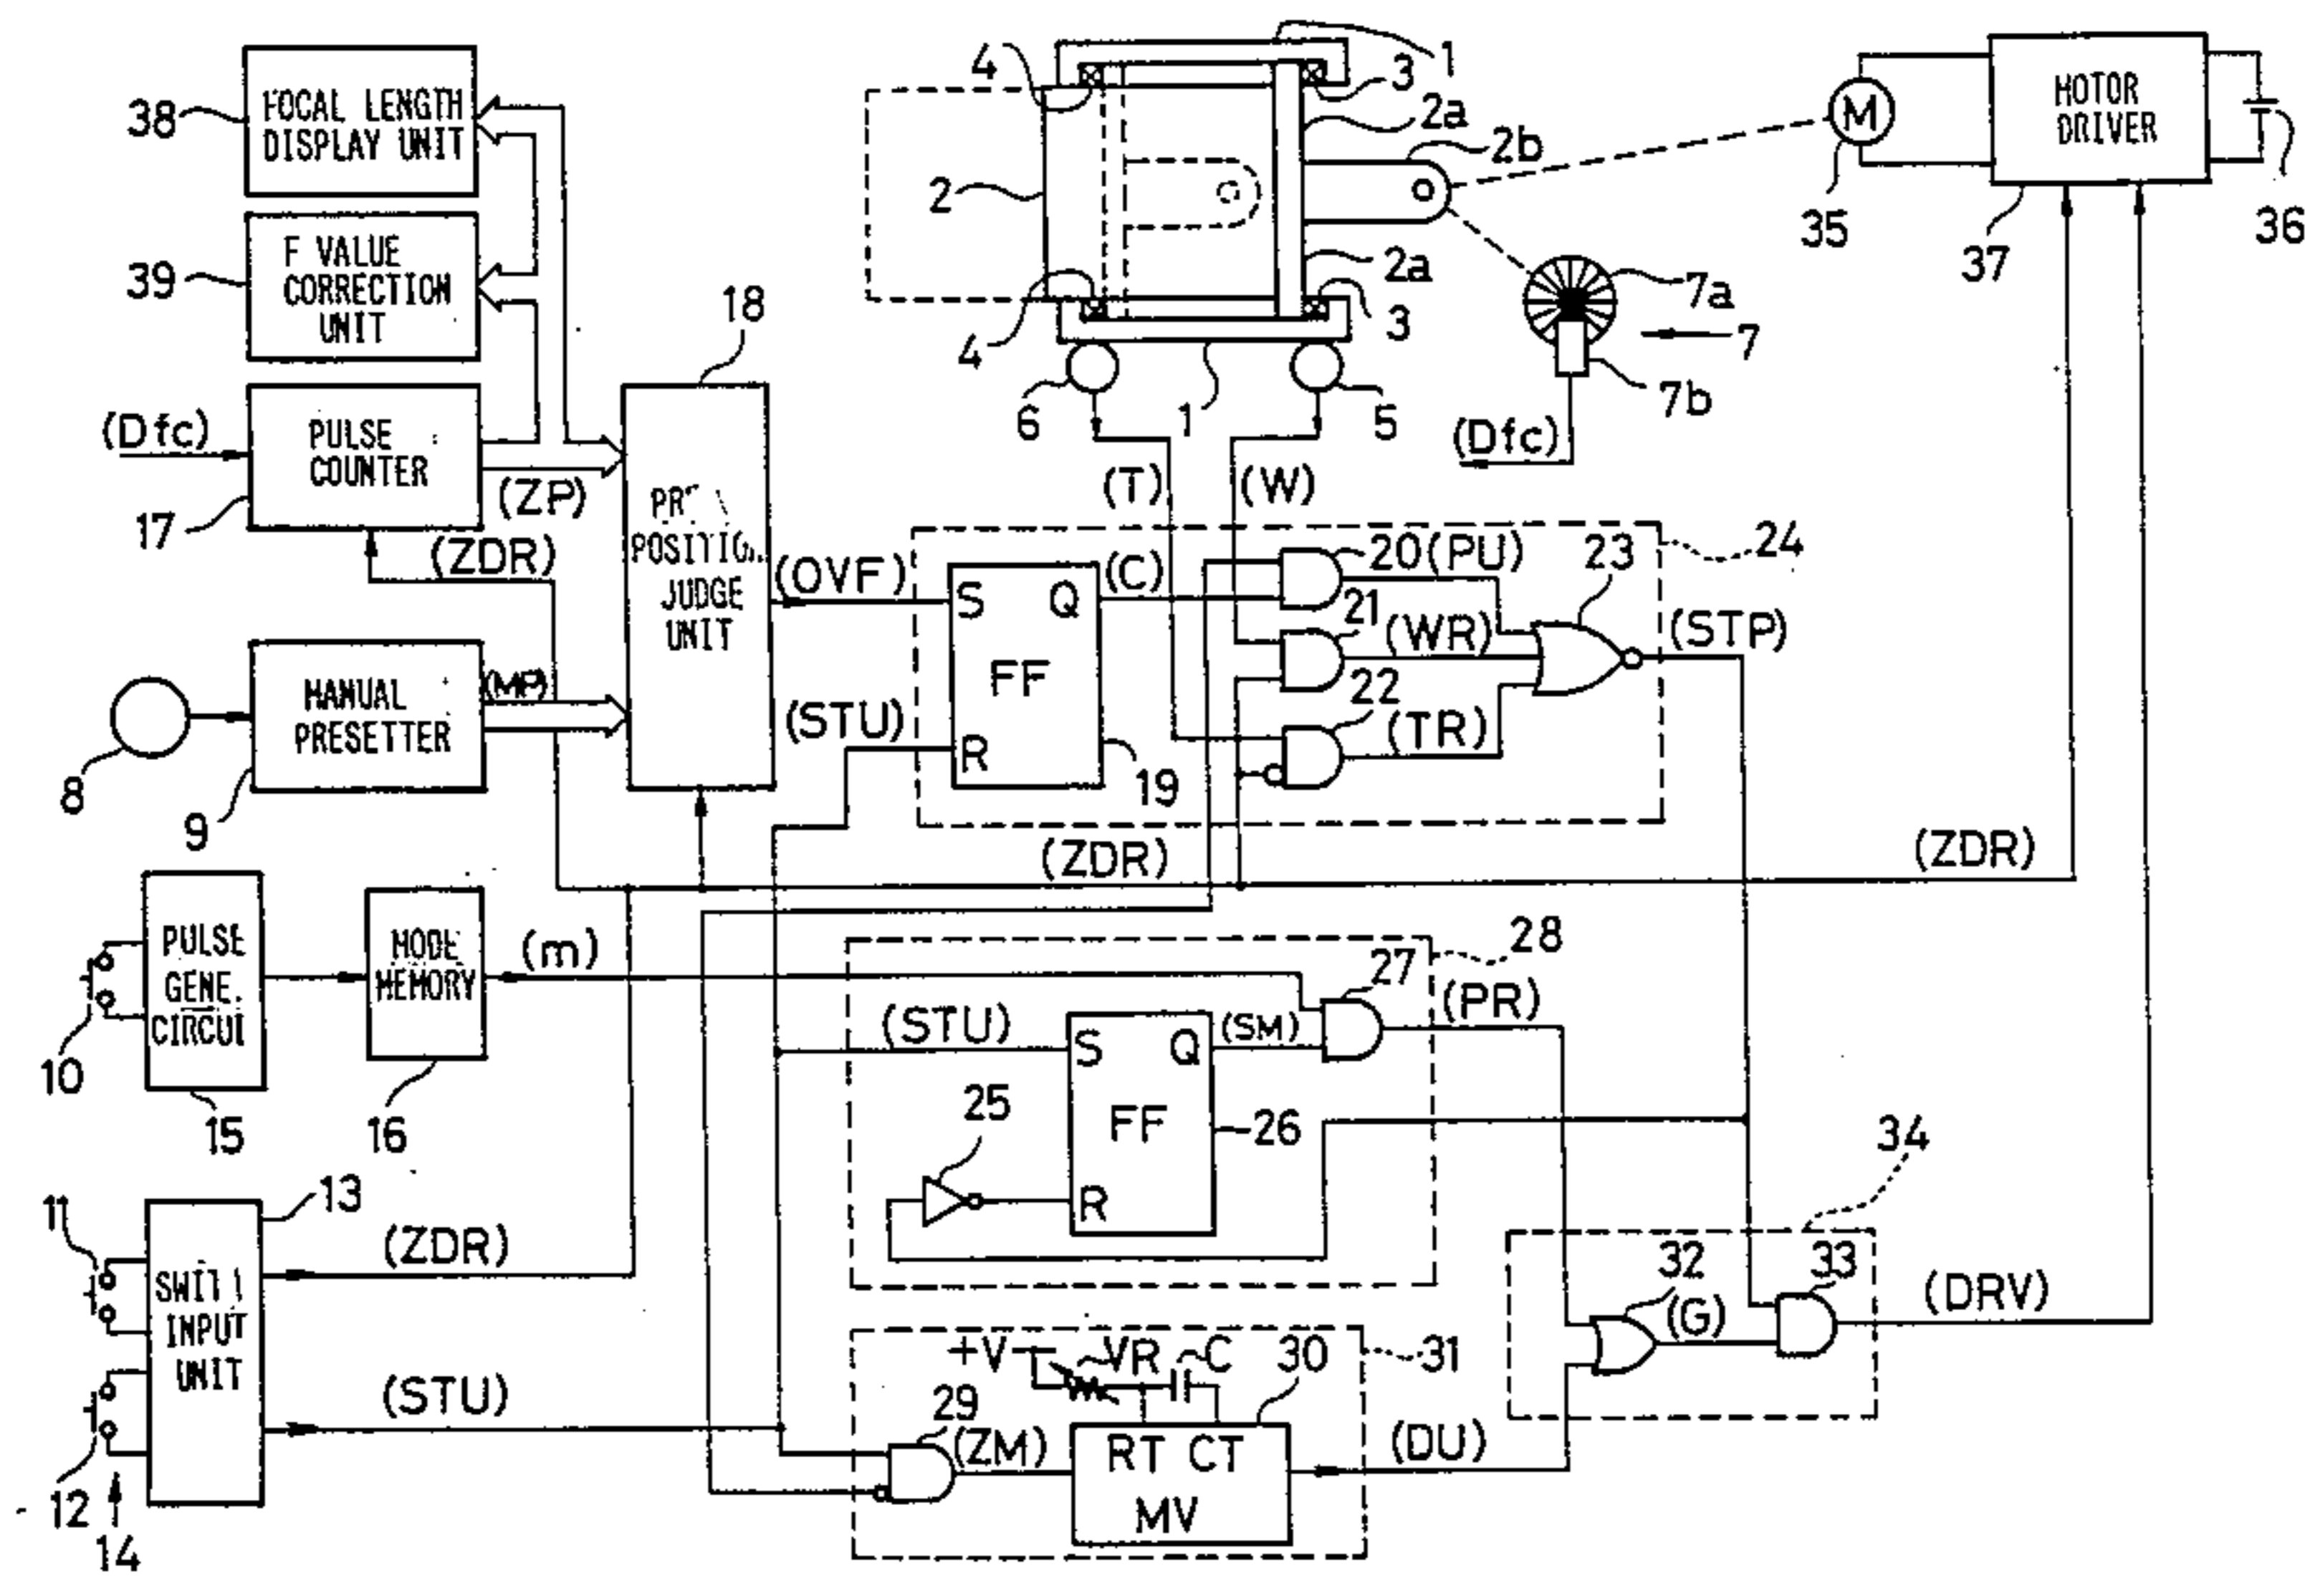 38
FOCAL LENGTH
DISPLAY UNIT
39
F VALUE
CORRECTION
UNIT
(Dfc)
PULSE
COUNTER
17
(ZP)
(ZDR)
18
POSITION
JUDGE
UNIT
(OVF)
(STU)
8
MANUAL
PRESETTER
9
(MP)
4
1
3
2a
2b
2
2a
4
3
6
1
5
(T)
(W)
M
35
MOTOR
DRIVER
37
36
7a
7
7b
(Dfc)
S
Q
FF
R
19
(C)
20
(PU)
21
(WR)
22
(TR)
23
24
(STP)
(ZDR)
(ZDR)
10
PULSE
15
MODE
MEMORY
16
(m)
28
27
(PR)
(STU)
S
Q
FF
R
(SM)
25
26
11
12
14
13
INPUT
UNIT
(ZDR)
(STU)
+V
VR
C
30
31
29
(ZM)
RT CT
MV
(DU)
34
32
(G)
33
(DRV)